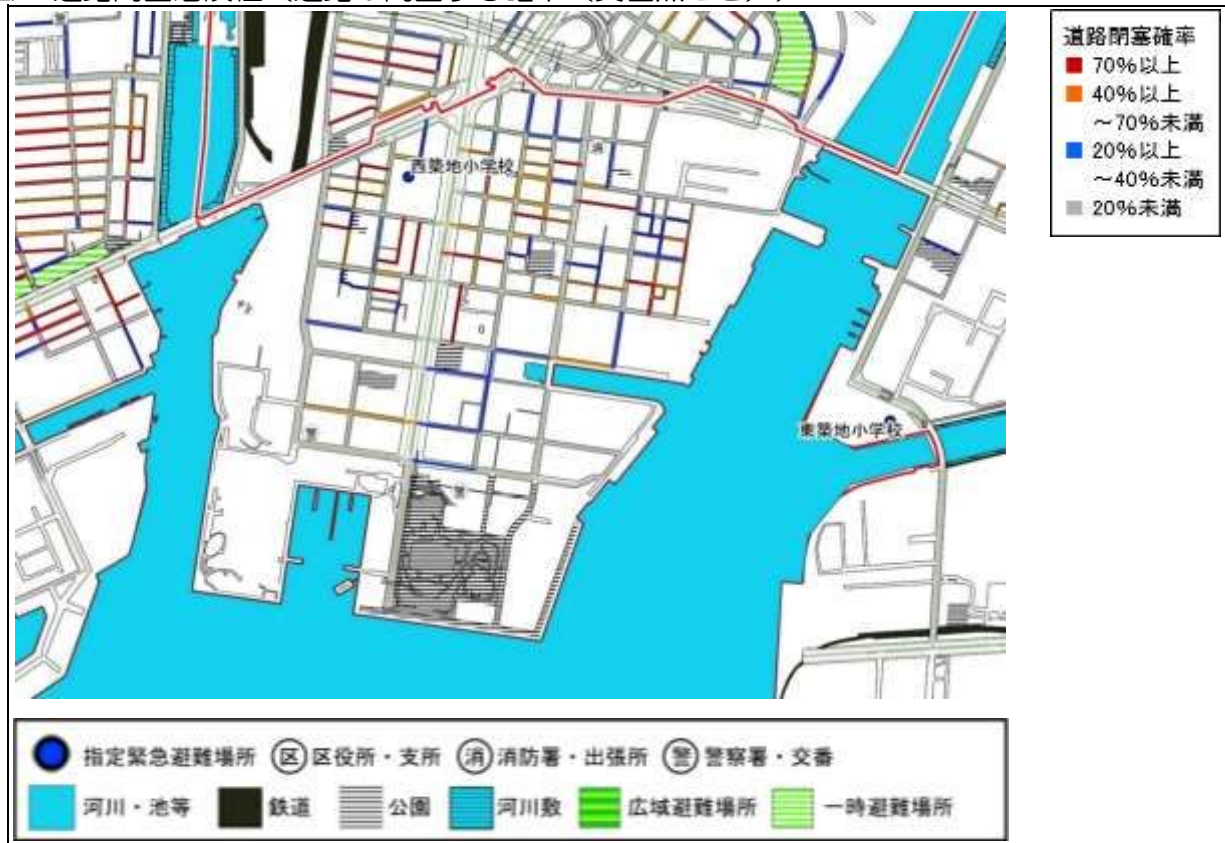 道路閉塞確率
70%以上
40%以上
～70%未満
20%以上
～40%未満
20%未満
消
西築地小学校
東築地小学校
警
警
指定緊急避難場所 区 区役所・支所 消 消防署・出張所 警 警察署・交番
河川・池等 鉄道 公園 河川敷 広域避難場所 一時避難場所